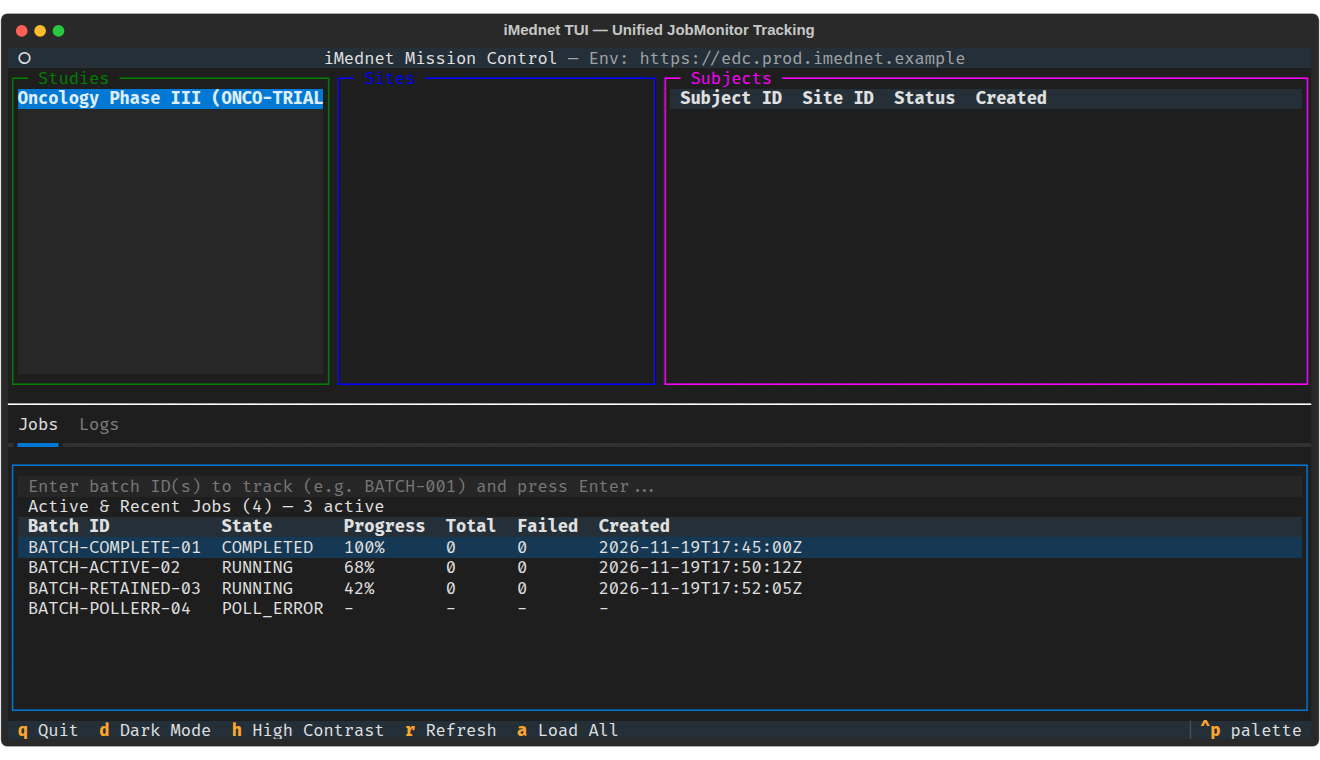 iMednet TUI — Unified JobMonitor Tracking
iMednet Mission Control — Env: https://edc.prod.imednet.example
Studies
Sites
Subjects
Oncology Phase III (ONCO-TRIAL
Subject ID Site ID Status Created
Jobs Logs
Enter batch ID(s) to track (e.g. BATCH-001) and press Enter...
Active & Recent Jobs (4) — 3 active
Batch ID State Progress Total Failed Created
BATCH-COMPLETE-01 COMPLETED 100% 0 0 2026-11-19T17:45:00Z
BATCH-ACTIVE-02 RUNNING 68% 0 0 2026-11-19T17:50:12Z
BATCH-RETAINED-03 RUNNING 42% 0 0 2026-11-19T17:52:05Z
BATCH-POLLERR-04 POLL_ERROR - - - -
q Quit d Dark Mode h High Contrast r Refresh a Load All ^p palette